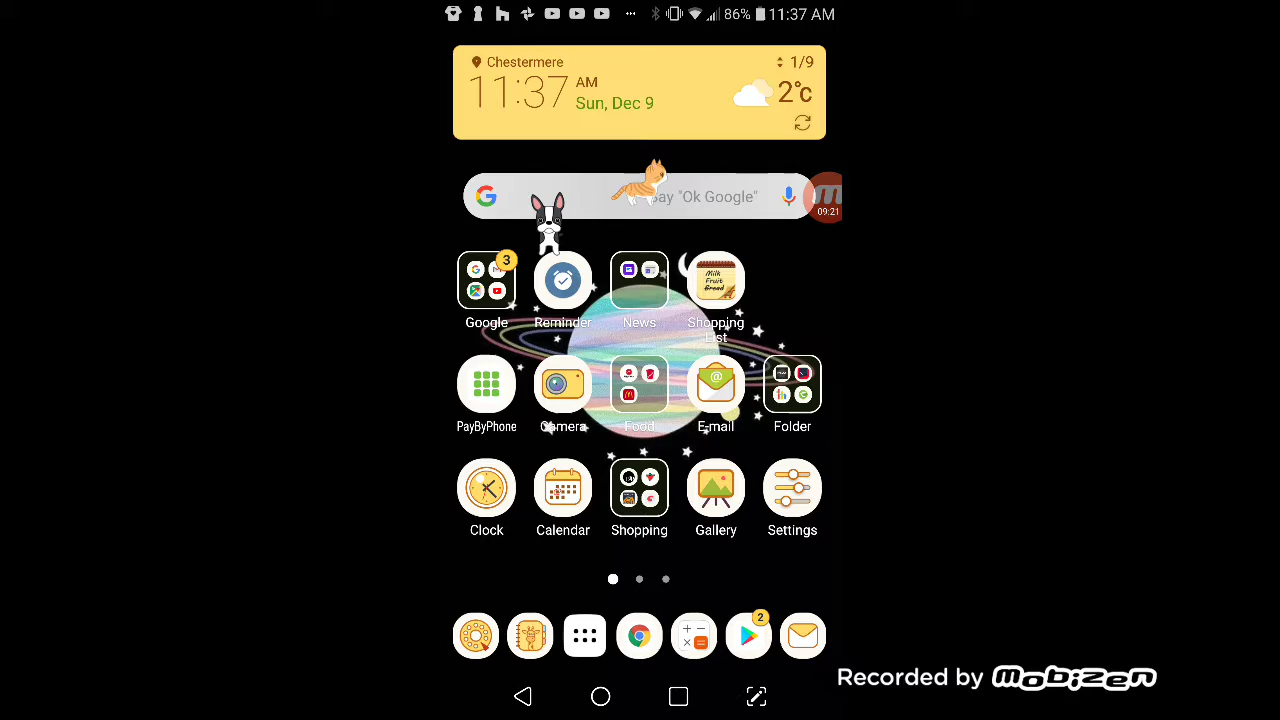 86% 11:37 AM
Chestermere
1/9
11:37 AM
Sun, Dec 9
2°c
Say "Ok Google"
09:21
3
Milk
Fruit
Bread
Google Reminder News Shopping List
PayByPhone Camera Food E-mail Folder
Clock Calendar Shopping Gallery Settings
2
Recorded by mobizen